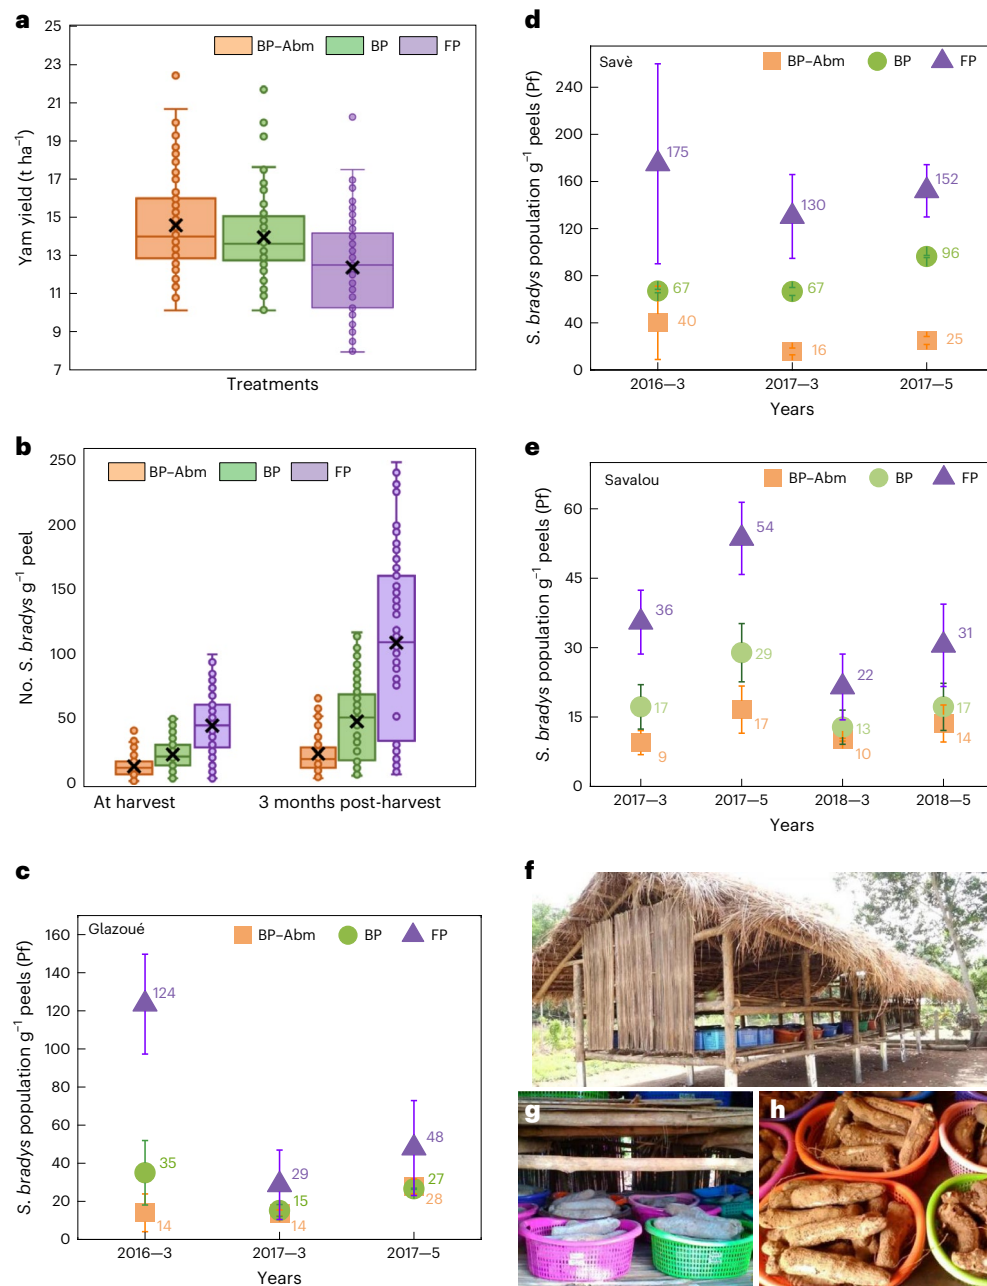 a
BP–Abm BP FP
25
23
21
19
17
15
13
11
9
7
Yam yield (t ha⁻¹)
Treatments
b
BP–Abm BP FP
250
200
150
100
50
0
No. S. bradys g⁻¹ peel
At harvest 3 months post-harvest
c
Glazoué BP–Abm BP FP
160
140
120
100
80
60
40
20
0
S. bradys population g⁻¹ peels (Pf)
124
35
14
29
15
14
48
27
28
2016—3 2017—3 2017—5
Years
d
Savè BP–Abm BP FP
240
200
160
120
80
40
0
S. bradys population g⁻¹ peels (Pf)
175
67
40
130
67
16
152
96
25
2016—3 2017—3 2017—5
Years
e
Savalou BP–Abm BP FP
60
45
30
15
0
S. bradys population g⁻¹ peels (Pf)
36
17
9
54
29
17
22
13
10
31
17
14
2017—3 2017—5 2018—3 2018—5
Years
f
g
h